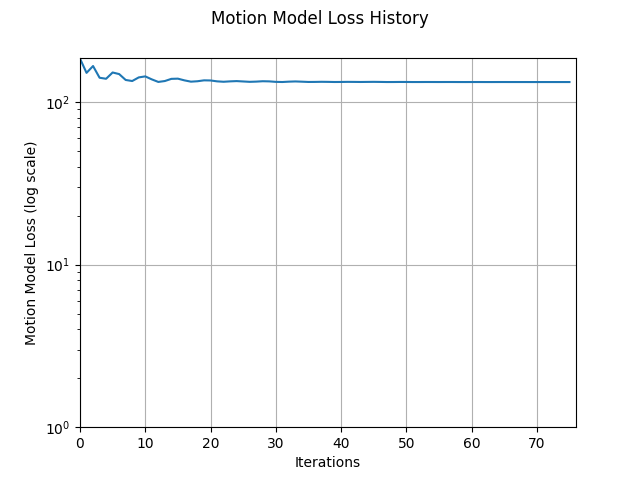 Motion Model Loss History
Motion Model Loss (log scale)
10²
10¹
10⁰
0 10 20 30 40 50 60 70
Iterations